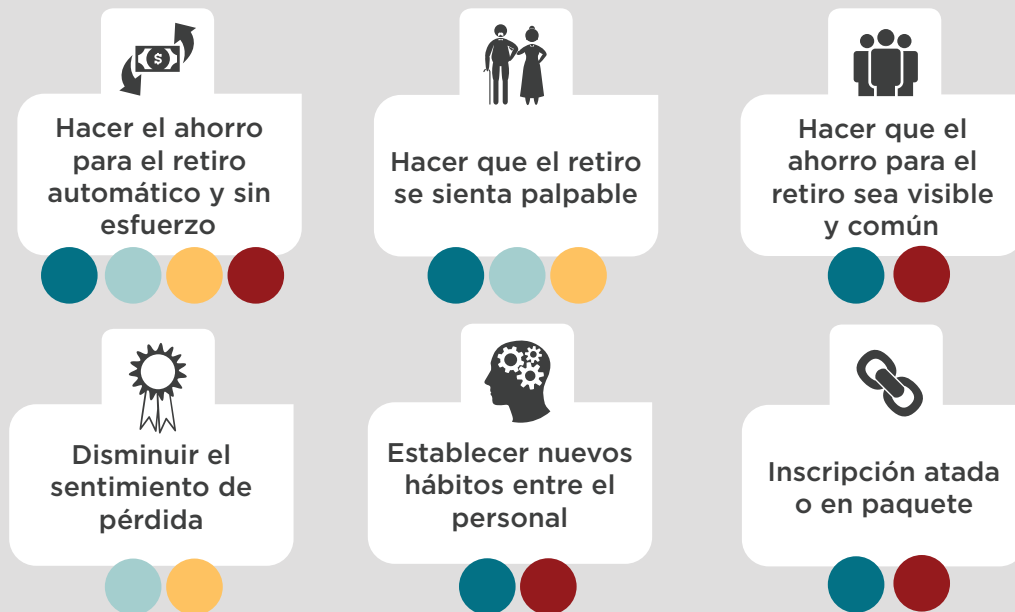 $
Hacer el ahorro
para el retiro
automático y sin
esfuerzo
Hacer que el retiro
se sienta palpable
Hacer que el
ahorro para el
retiro sea visible
y común
Disminuir el
sentimiento de
pérdida
Establecer nuevos
hábitos entre el
personal
Inscripción atada
o en paquete